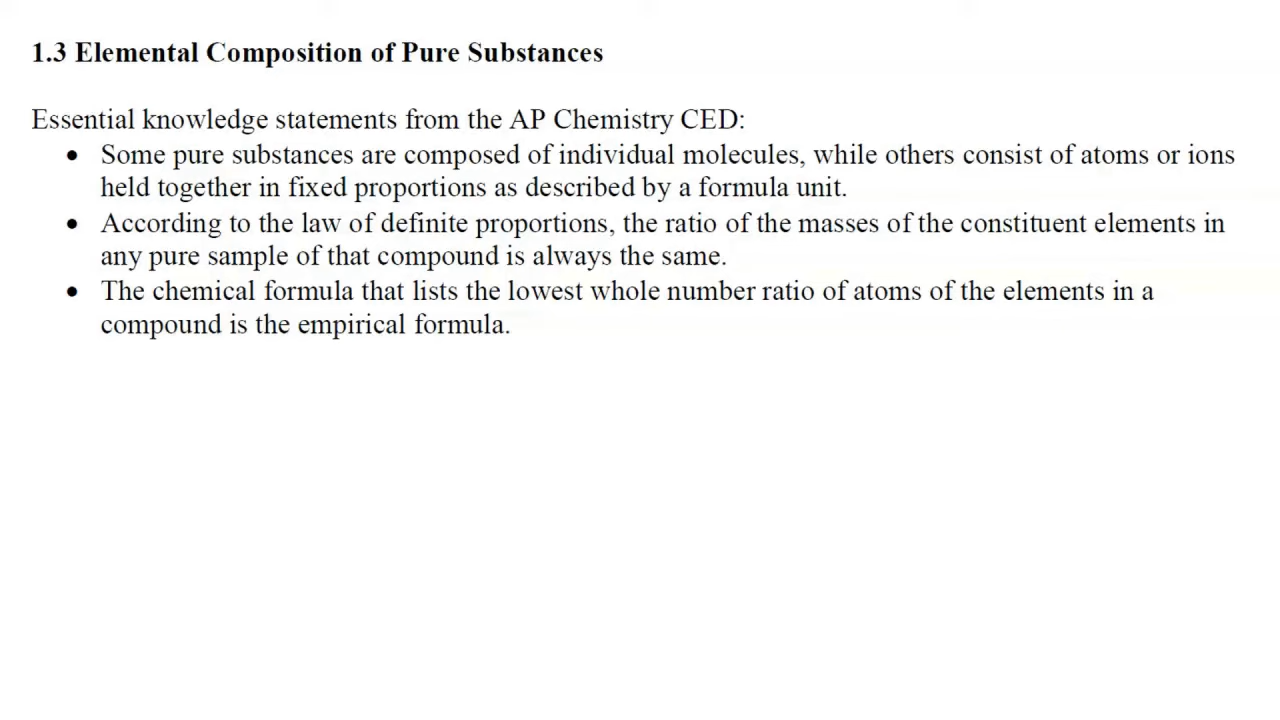 1.3 Elemental Composition of Pure Substances
Essential knowledge statements from the AP Chemistry CED:
• Some pure substances are composed of individual molecules, while others consist of atoms or ions
held together in fixed proportions as described by a formula unit.
• According to the law of definite proportions, the ratio of the masses of the constituent elements in
any pure sample of that compound is always the same.
• The chemical formula that lists the lowest whole number ratio of atoms of the elements in a
compound is the empirical formula.